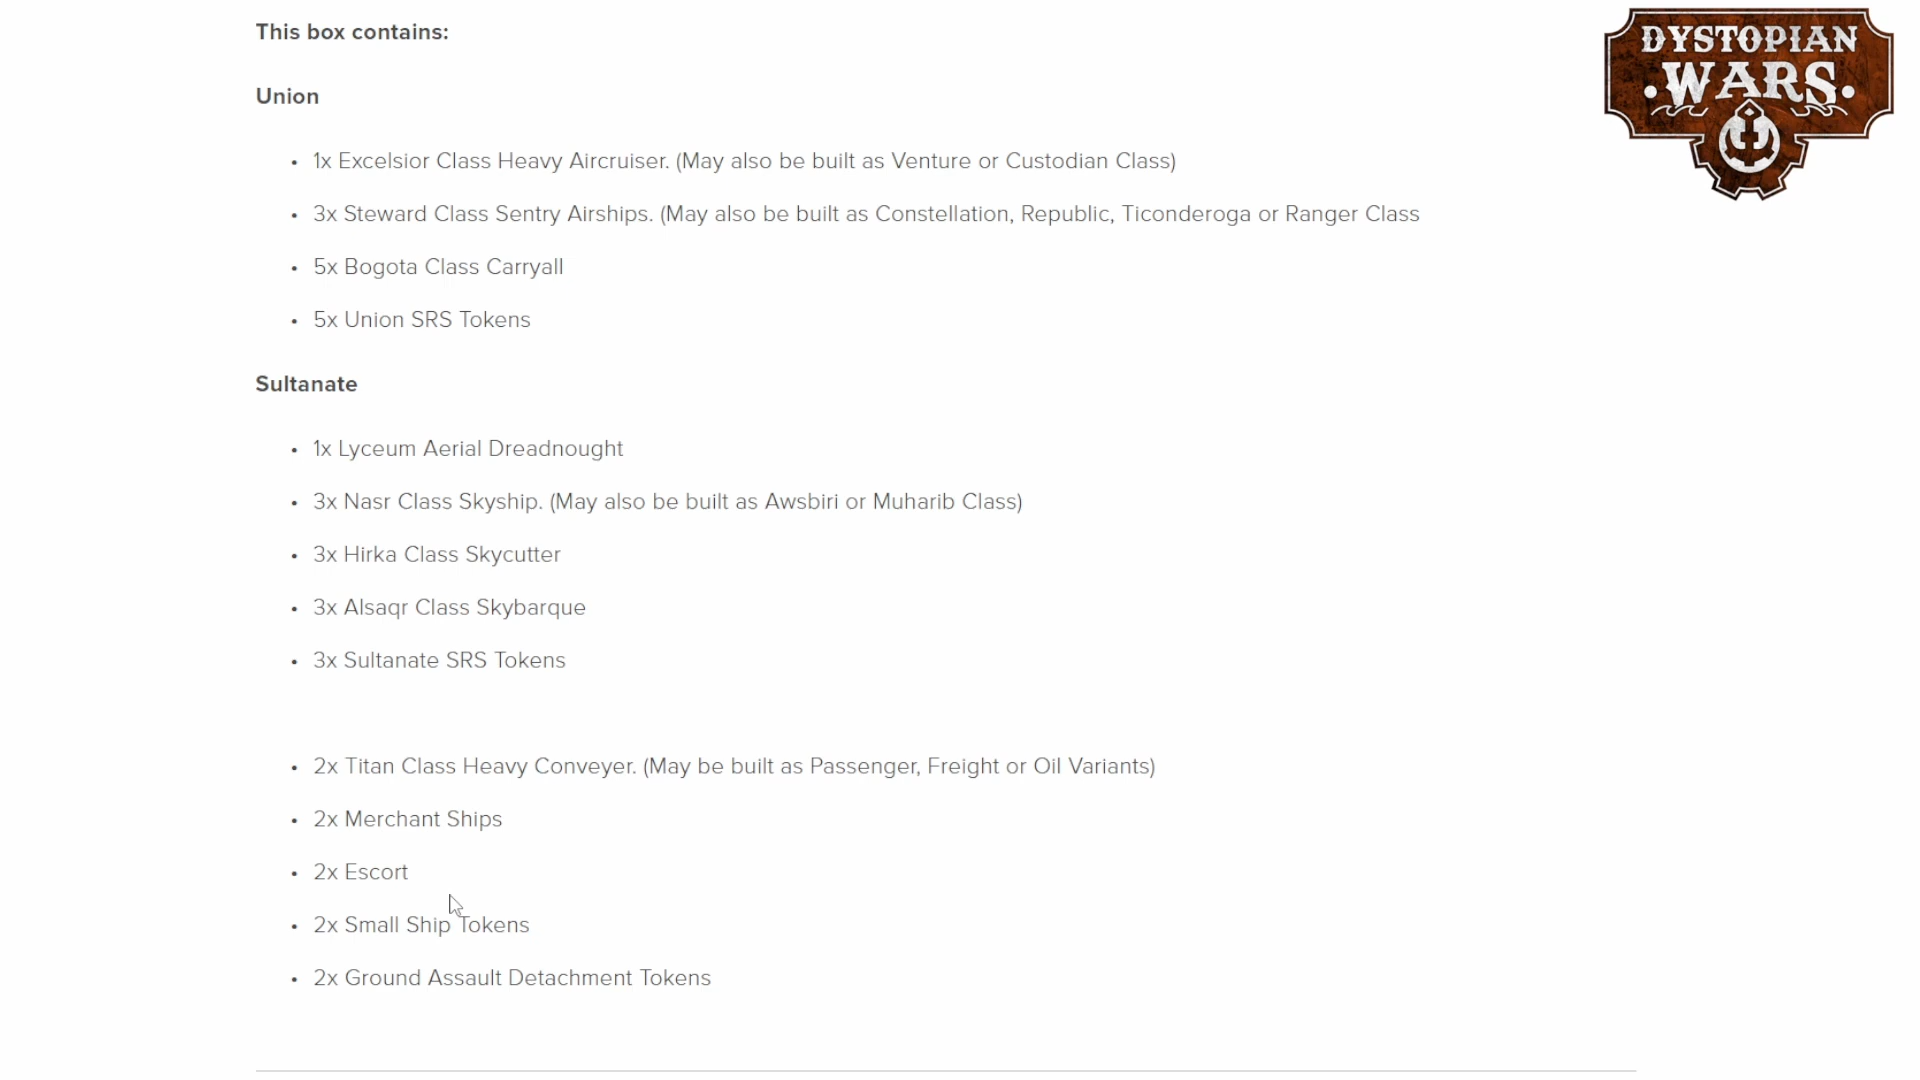 This box contains:
DYSTOPIAN
WARS
Union
• 1x Excelsior Class Heavy Aircruiser. (May also be built as Venture or Custodian Class)
• 3x Steward Class Sentry Airships. (May also be built as Constellation, Republic, Ticonderoga or Ranger Class
• 5x Bogota Class Carryall
• 5x Union SRS Tokens
Sultanate
• 1x Lyceum Aerial Dreadnought
• 3x Nasr Class Skyship. (May also be built as Awsbiri or Muharib Class)
• 3x Hirka Class Skycutter
• 3x Alsaqr Class Skybarque
• 3x Sultanate SRS Tokens
• 2x Titan Class Heavy Conveyer. (May be built as Passenger, Freight or Oil Variants)
• 2x Merchant Ships
• 2x Escort
• 2x Small Ship Tokens
• 2x Ground Assault Detachment Tokens